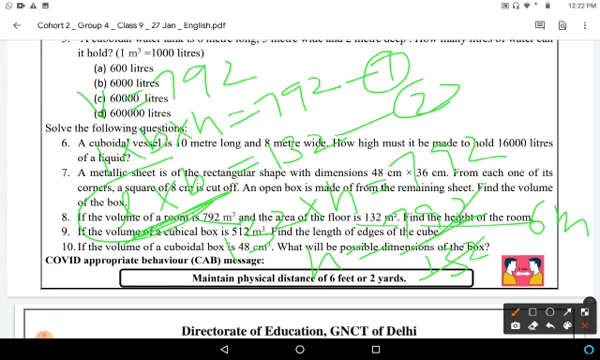 12:22 PM
Cohort 2 _ Group 4 _ Class 9 _ 27 Jan _ English.pdf
it hold? (1 m³ =1000 litres)
(a) 600 litres
(b) 6000 litres
(c) 60000 litres
(d) 600000 litres
V = 792
l × b × h = 792 — ①
l × b = 132 — ②
132 × h = 792
h = 792
132
6 m
Solve the following questions:
6. A cuboidal vessel is 10 metre long and 8 metre wide. How high must it be made to hold 16000 litres
of a liquid?
7. A metallic sheet is of the rectangular shape with dimensions 48 cm × 36 cm. From each one of its
corners, a square of 8 cm is cut off. An open box is made of from the remaining sheet. Find the volume
of the box.
8. If the volume of a room is 792 m³ and the area of the floor is 132 m². Find the height of the room.
9. If the volume of a cubical box is 512 m³. Find the length of edges of the cube
10. If the volume of a cuboidal box is 48 cm³. What will be possible dimensions of the box?
COVID appropriate behaviour (CAB) message:
Maintain physical distance of 6 feet or 2 yards.
Directorate of Education, GNCT of Delhi